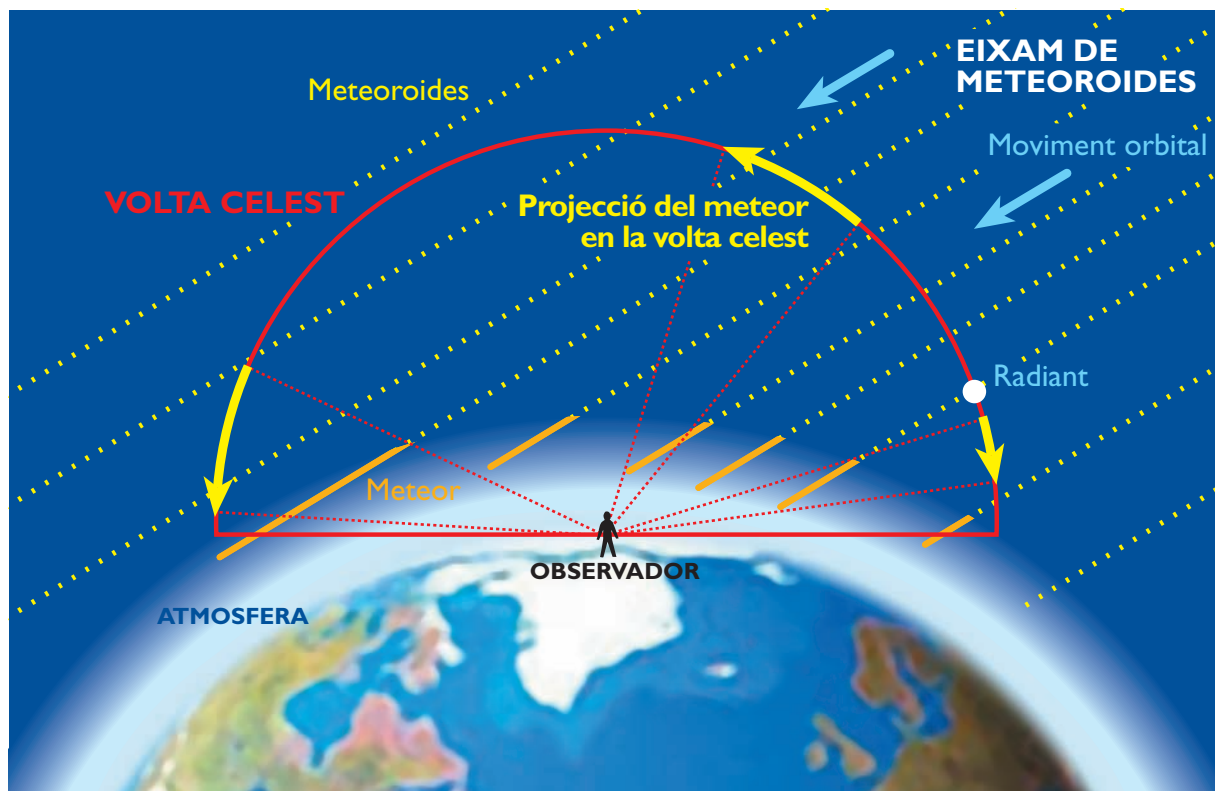 EIXAM DE
METEOROIDES
Meteoroides
Moviment orbital
VOLTA CELEST
Projecció del meteor
en la volta celest
Radiant
Meteor
OBSERVADOR
ATMOSFERA